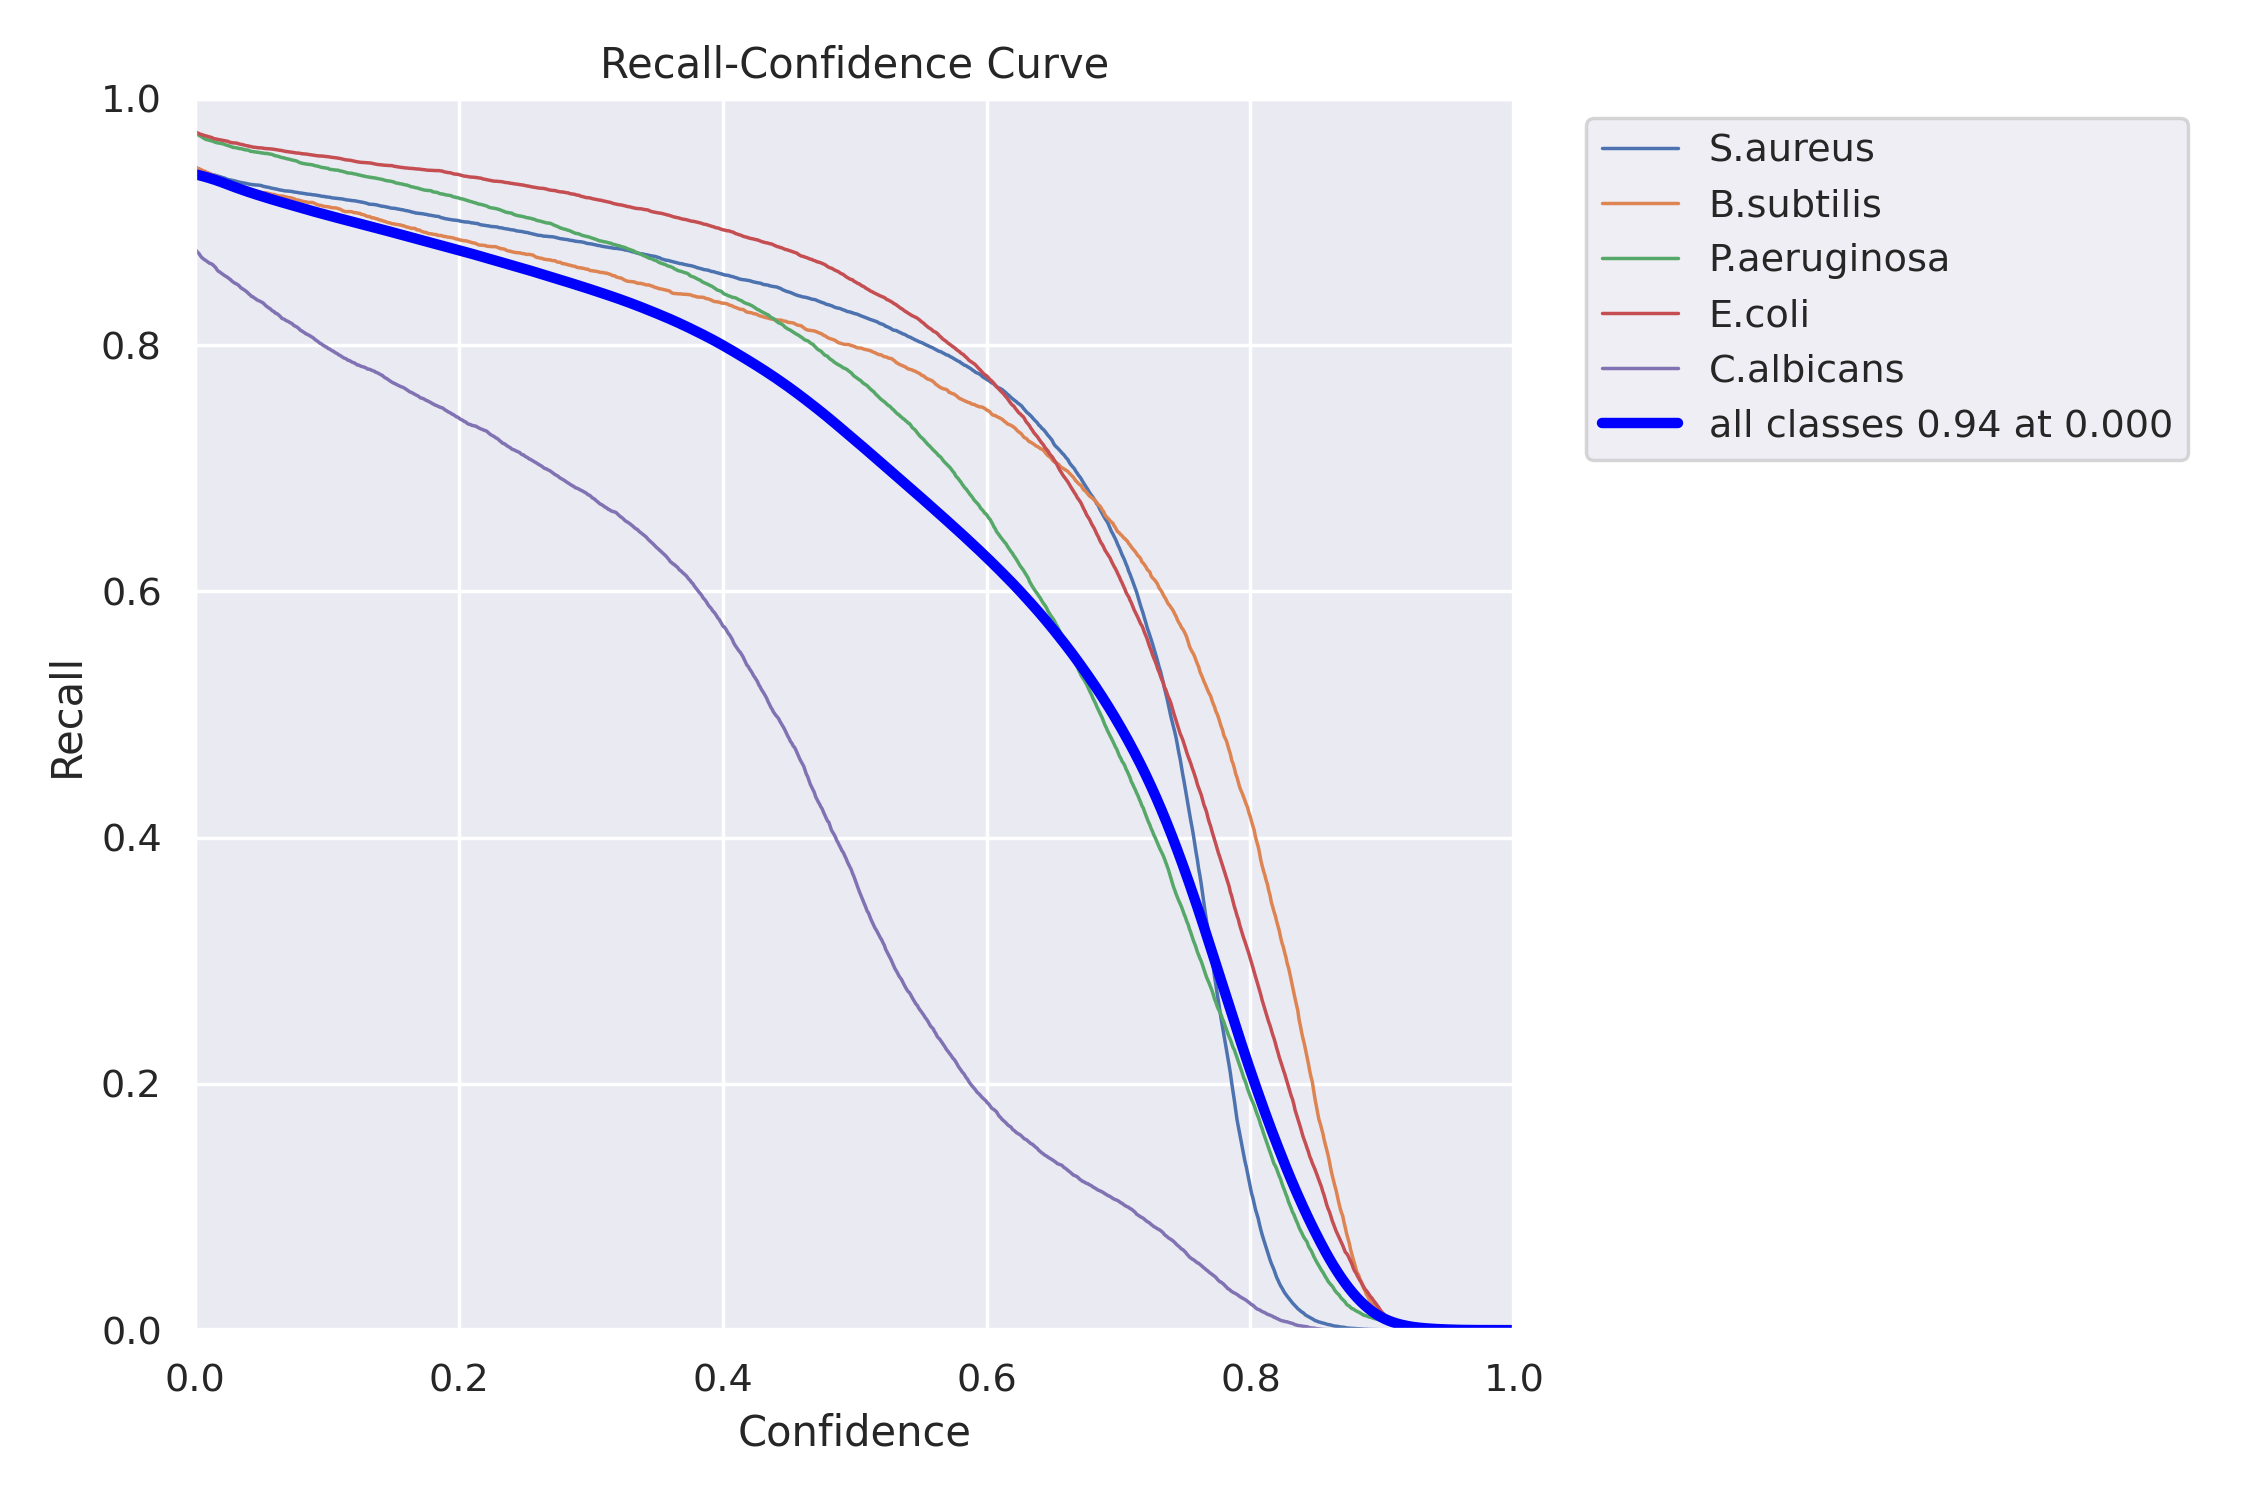 Recall-Confidence Curve
1.0
0.8
0.6
0.4
0.2
0.0
Recall
0.0 0.2 0.4 0.6 0.8 1.0
Confidence
S.aureus
B.subtilis
P.aeruginosa
E.coli
C.albicans
all classes 0.94 at 0.000